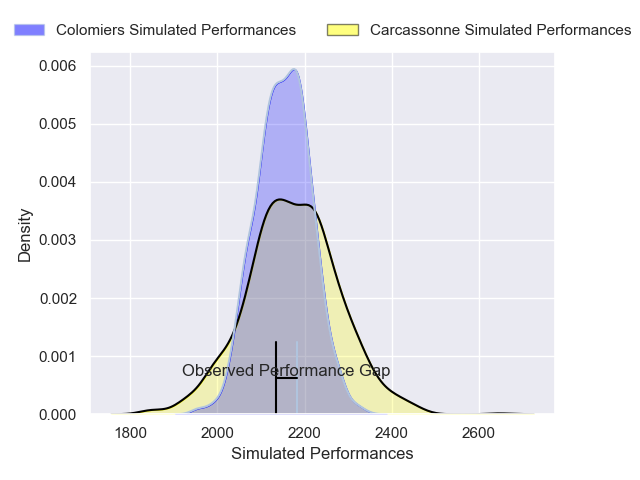 Colomiers Simulated Performances
Carcassonne Simulated Performances
0.006
0.005
0.004
0.003
0.002
0.001
0.000
Density
Observed Performance Gap
1800 2000 2200 2400 2600
Simulated Performances